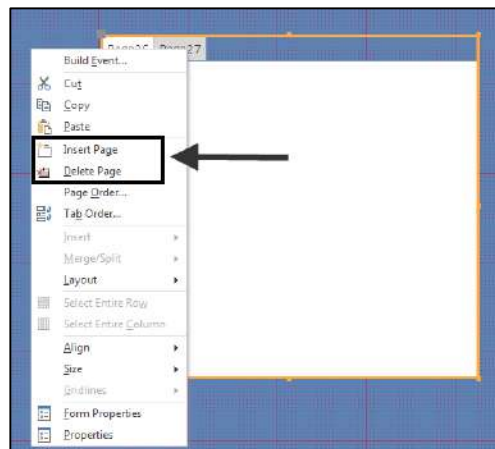 Page27
Build Event...
Cut
Copy
Paste
Insert Page
Delete Page
Page Order...
Tab Order...
Insert
Merge/Split
Layout
Select Entire Row
Select Entire Column
Align
Size
Gridlines
Form Properties
Properties